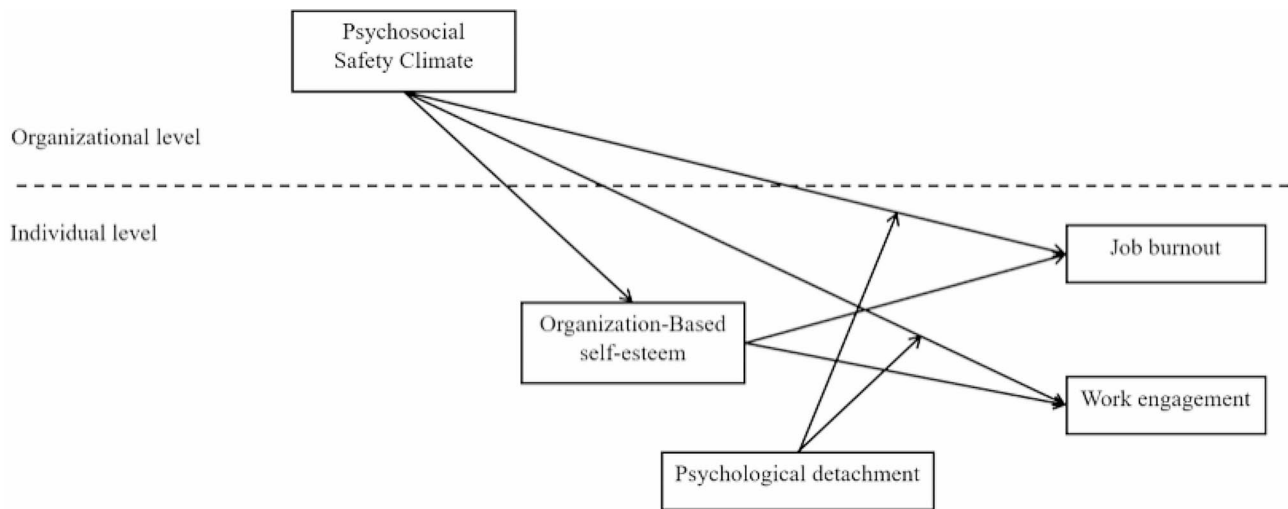 Psychosocial
Safety Climate
Organizational level
Individual level
Job burnout
Organization-Based
self-esteem
Work engagement
Psychological detachment